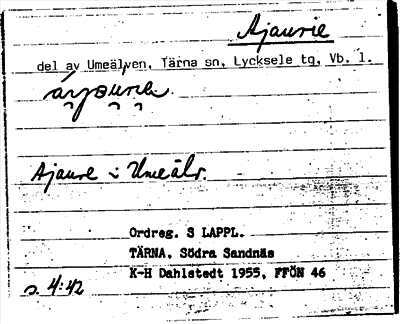 Ajaurie
del av Umeälven, Tärna sn, Lycksele tg, Vb. l.
Ajaure i Umeälv.
Ordreg. S LAPPL.
TÄRNA. Södra Sandnäs
K-H Dahlstedt 1955, FFÖN 46
s. 4:42